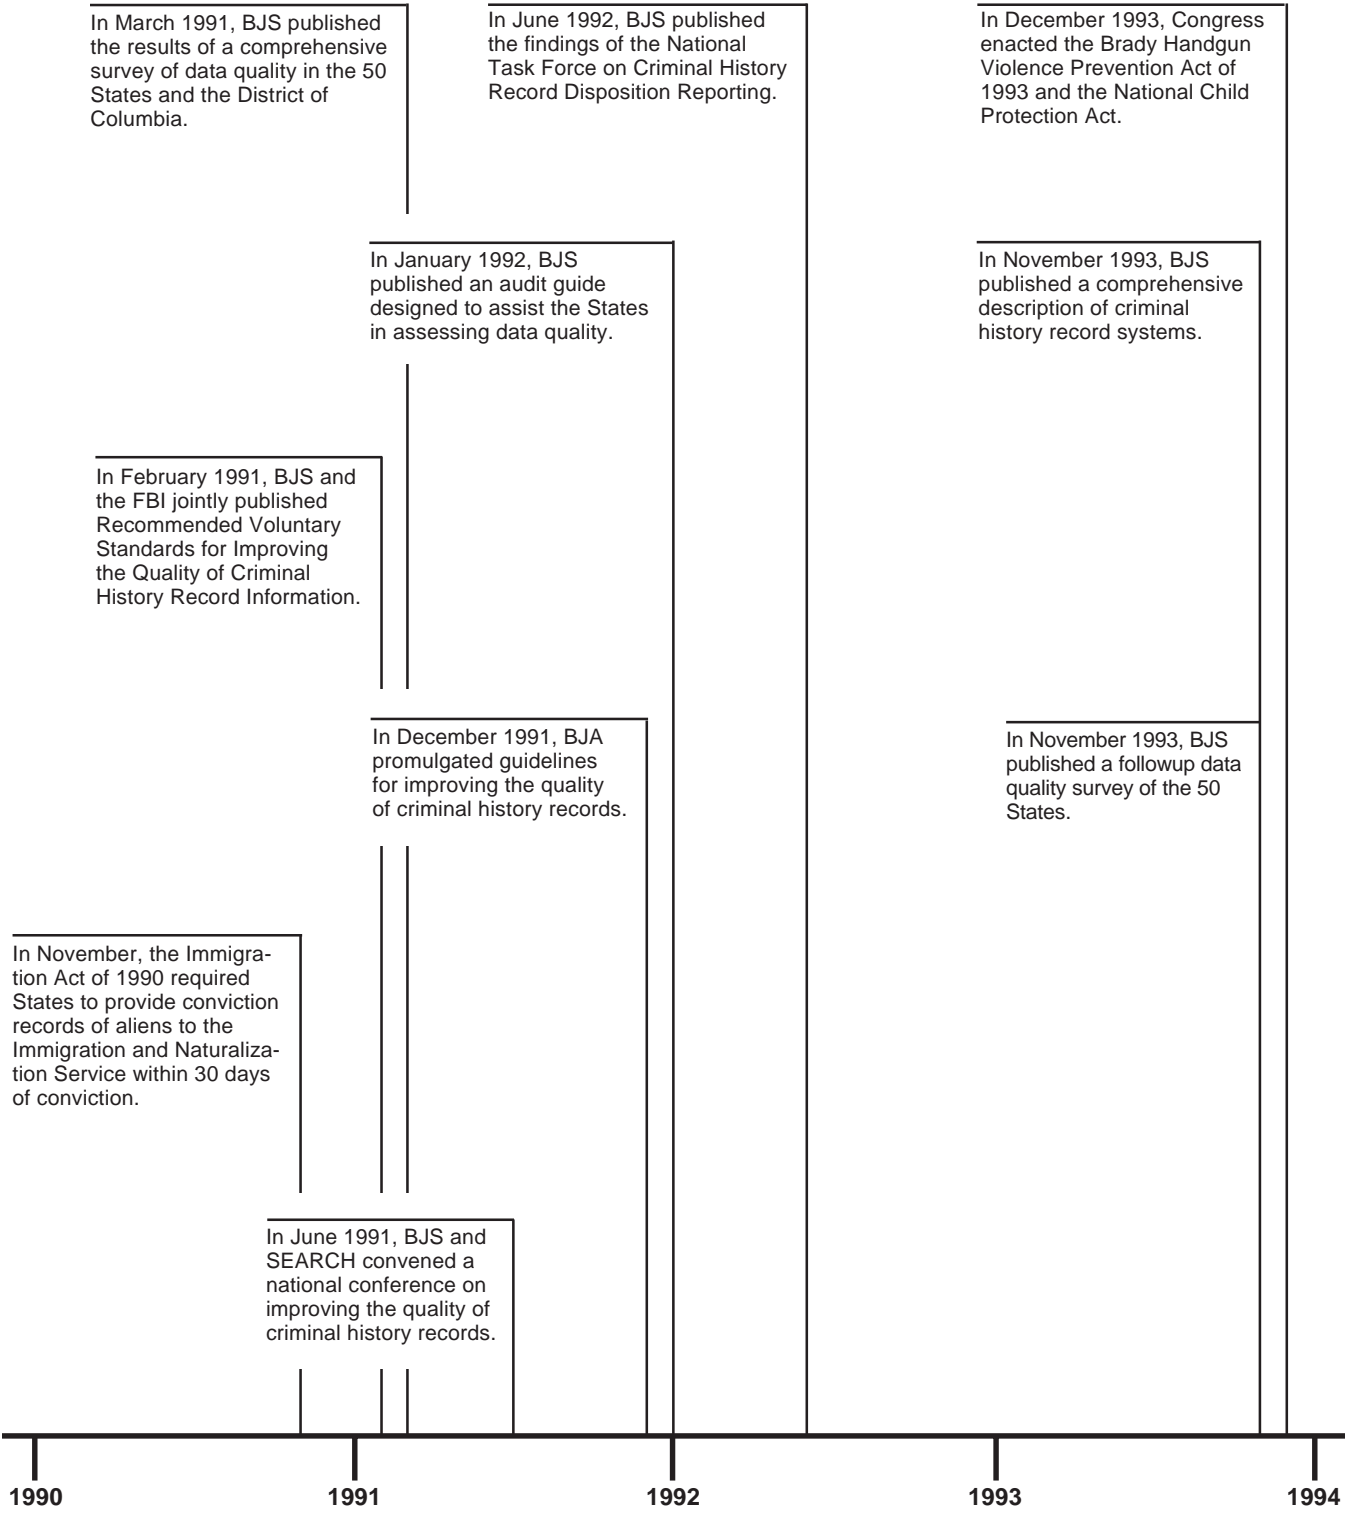 In March 1991, BJS published
the results of a comprehensive
survey of data quality in the 50
States and the District of
Columbia.
In June 1992, BJS published
the findings of the National
Task Force on Criminal History
Record Disposition Reporting.
In December 1993, Congress
enacted the Brady Handgun
Violence Prevention Act of
1993 and the National Child
Protection Act.
In January 1992, BJS
published an audit guide
designed to assist the States
in assessing data quality.
In November 1993, BJS
published a comprehensive
description of criminal
history record systems.
In February 1991, BJS and
the FBI jointly published
Recommended Voluntary
Standards for Improving
the Quality of Criminal
History Record Information.
In December 1991, BJA
promulgated guidelines
for improving the quality
of criminal history records.
In November 1993, BJS
published a followup data
quality survey of the 50
States.
In November, the Immigra-
tion Act of 1990 required
States to provide conviction
records of aliens to the
Immigration and Naturaliza-
tion Service within 30 days
of conviction.
In June 1991, BJS and
SEARCH convened a
national conference on
improving the quality of
criminal history records.
1990 1991 1992 1993 1994